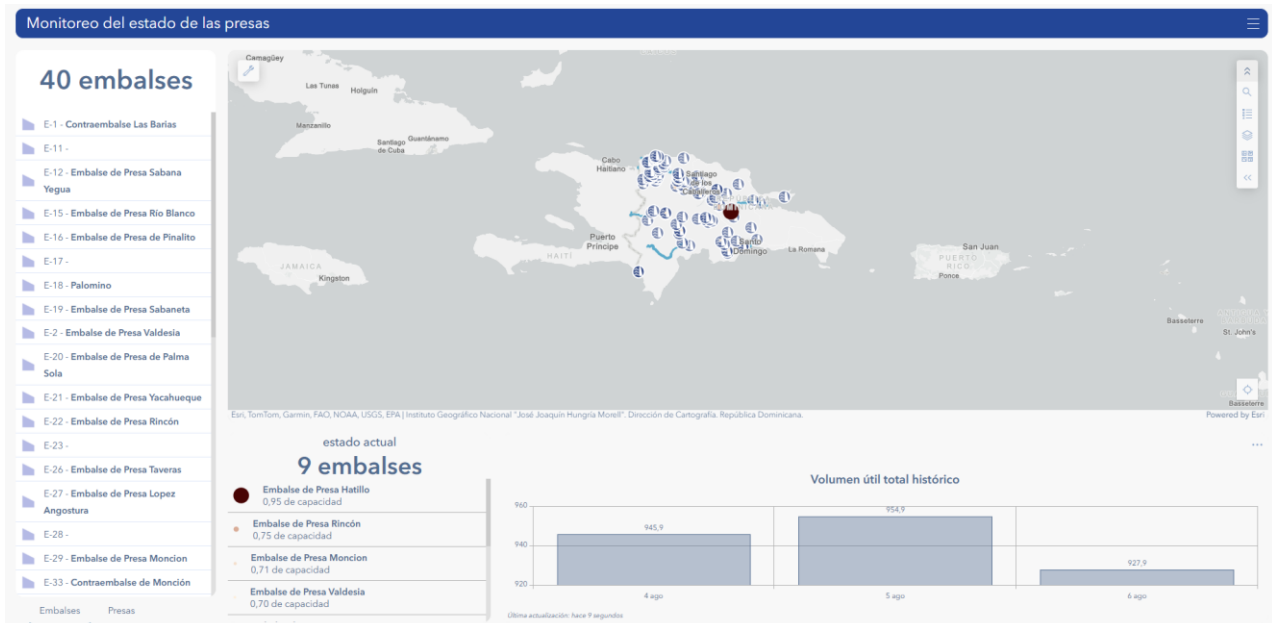 Monitoreo del estado de las presas
40 embalses
E-1 - Contraembalse Las Barias
E-11 -
E-12 - Embalse de Presa Sabana
Yegua
E-15 - Embalse de Presa Río Blanco
E-16 - Embalse de Presa de Pinalito
E-17 -
E-18 - Palomino
E-19 - Embalse de Presa Sabaneta
E-2 - Embalse de Presa Valdesia
E-20 - Embalse de Presa de Palma
Sola
E-21 - Embalse de Presa Yacahueque
E-22 - Embalse de Presa Rincón
E-23 -
E-26 - Embalse de Presa Taveras
E-27 - Embalse de Presa Lopez
Angostura
E-28 -
E-29 - Embalse de Presa Moncion
E-33 - Contraembalse de Monción
Embalses Presas
Camagüey
Las Tunas
Holguín
Manzanillo
Santiago
de Cuba
Guantánamo
Cabo
Haitiano
Santiago
de los
Caballeros
Puerto
Príncipe
HAITÍ
Santo
Domingo
La Romana
JAMAICA
Kingston
San Juan
PUERTO
RICO
Ponce
Basseterre
St. John's
Basseterre
Esri, TomTom, Garmin, FAO, NOAA, USGS, EPA | Instituto Geográfico Nacional "José Joaquín Hungría Morell". Dirección de Cartografía. República Dominicana.
Powered by Esri
estado actual
9 embalses
Embalse de Presa Hatillo
0,95 de capacidad
Embalse de Presa Rincón
0,75 de capacidad
Embalse de Presa Moncion
0,71 de capacidad
Embalse de Presa Valdesia
0,70 de capacidad
Volumen útil total histórico
960
940
920
945,9
954,9
927,9
4 ago
5 ago
6 ago
Última actualización: hace 9 segundos